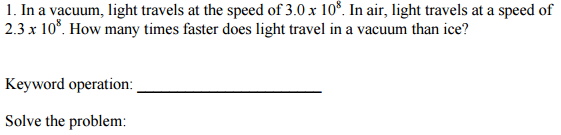 1. In a vacuum, light travels at the speed of 3.0 x 10⁸. In air, light travels at a speed of
2.3 x 10⁸. How many times faster does light travel in a vacuum than ice?
Keyword operation: ____________________
Solve the problem: